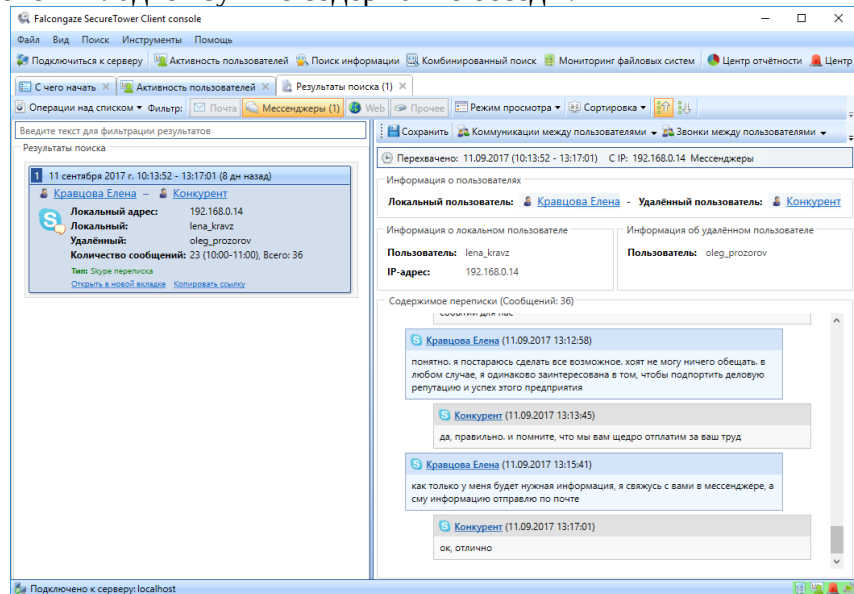 Falcongaze SecureTower Client console
Файл Вид Поиск Инструменты Помощь
Подключиться к серверу Активность пользователей Поиск информации Комбинированный поиск Мониторинг файловых систем Центр отчётности Центр
С чего начать Активность пользователей Результаты поиска (1)
Операции над списком Фильтр: Почта Мессенджеры (1) Web Прочее Режим просмотра Сортировка
Введите текст для фильтрации результатов
Результаты поиска
1 11 сентября 2017 г. 10:13:52 - 13:17:01 (8 дн назад)
Кравцова Елена – Конкурент
Локальный адрес: 192.168.0.14
Локальный: lena_kravz
Удалённый: oleg_prozorov
Количество сообщений: 23 (10:00-11:00), Всего: 36
Тип: Skype переписка
Открыть в новой вкладке Копировать ссылку
Сохранить Коммуникации между пользователями Звонки между пользователями
Перехвачено: 11.09.2017 (10:13:52 - 13:17:01) С IP: 192.168.0.14 Мессенджеры
Информация о пользователях
Локальный пользователь: Кравцова Елена - Удалённый пользователь: Конкурент
Информация о локальном пользователе
Пользователь: lena_kravz
IP-адрес: 192.168.0.14
Информация об удалённом пользователе
Пользователь: oleg_prozorov
Содержимое переписки (Сообщений: 36)
событий для нас
Кравцова Елена (11.09.2017 13:12:58)
понятно. я постараюсь сделать все возможное. хоят не могу ничего обещать. в
любом случае, я одинаково заинтересована в том, чтобы подпортить деловую
репутацию и успех этого предприятия
Конкурент (11.09.2017 13:13:45)
да, правильно. и помните, что мы вам щедро отплатим за ваш труд
Кравцова Елена (11.09.2017 13:15:41)
как только у меня будет нужная информация, я свяжусь с вами в мессенджере, а
сму информацию отправлю по почте
Конкурент (11.09.2017 13:17:01)
ок, отлично
Подключено к серверу: localhost